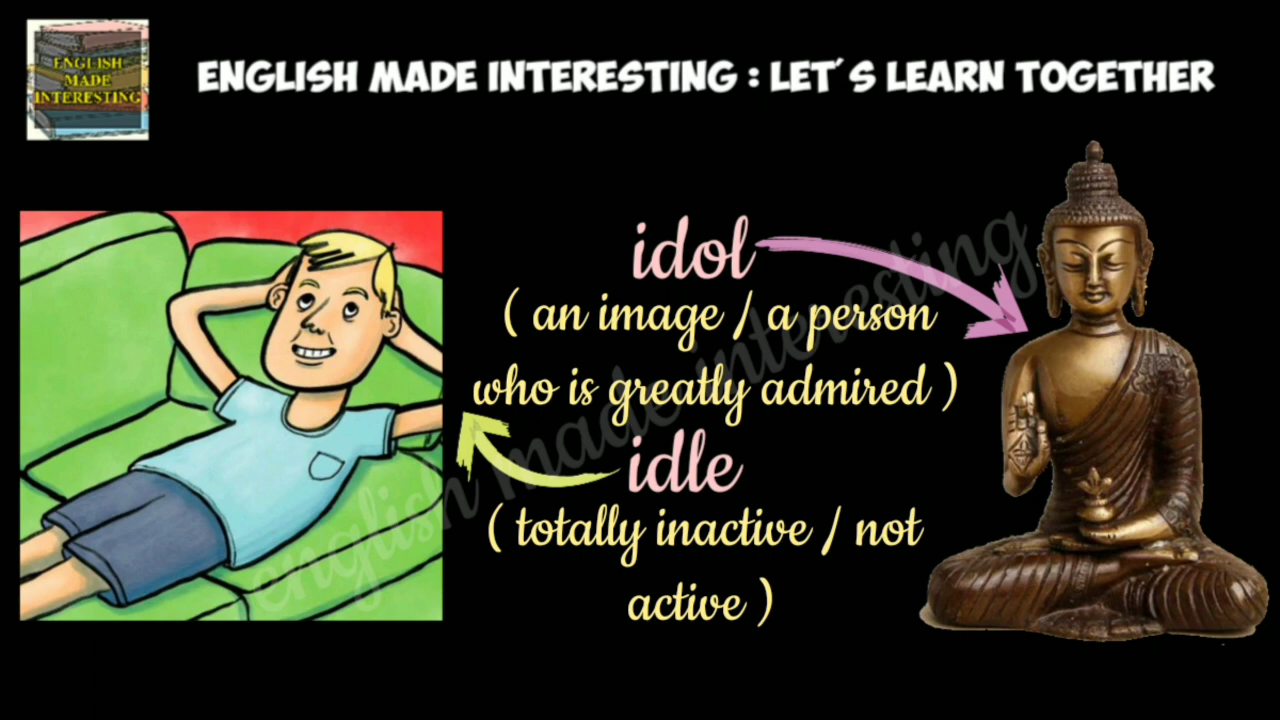 ENGLISH
MADE
INTERESTING
ENGLISH MADE INTERESTING : LET´S LEARN TOGETHER
idol
( an image / a person
who is greatly admired )
idle
( totally inactive / not
active )
english made interesting